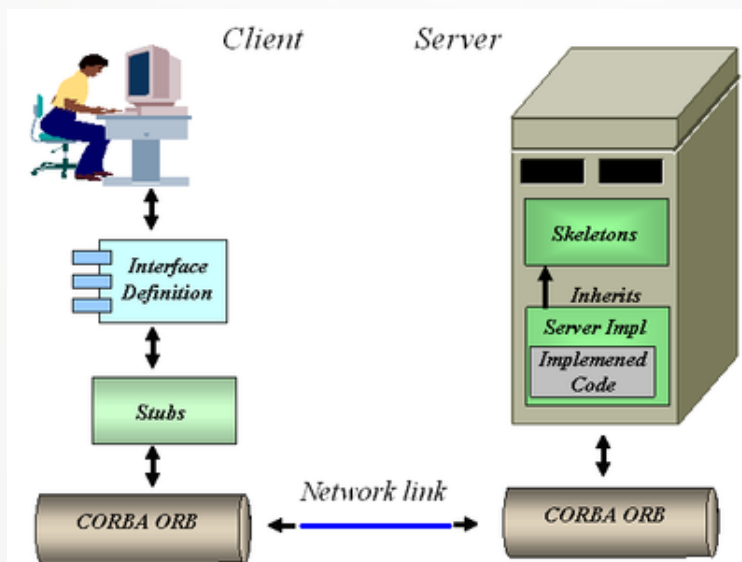 Client
Server
Interface
Definition
Stubs
CORBA ORB
Network link
Skeletons
Inherits
Server Impl
Implemened
Code
CORBA ORB